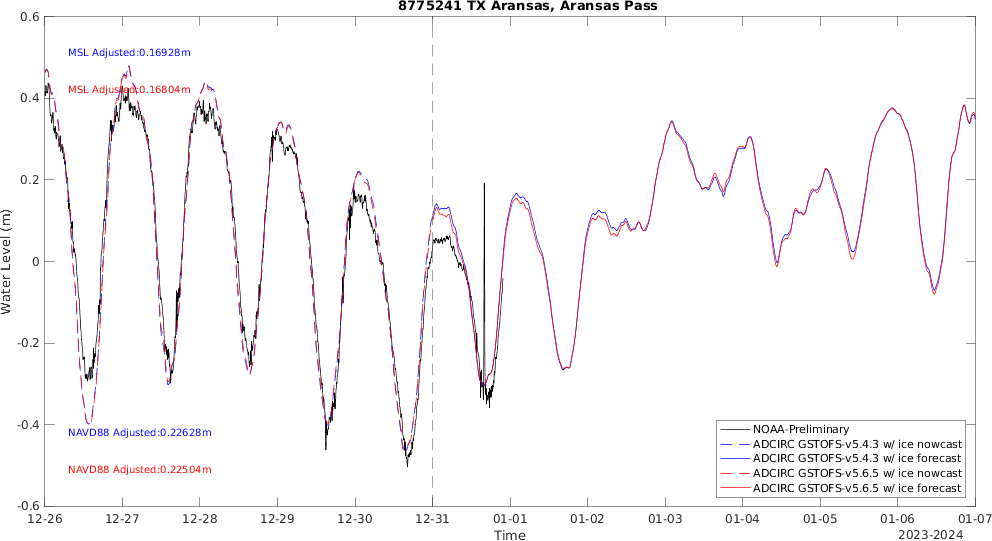 8775241 TX Aransas, Aransas Pass
0.6
0.4
0.2
0
-0.2
-0.4
-0.6
Water Level (m)
MSL Adjusted:0.16928m
MSL Adjusted:0.16804m
NAVD88 Adjusted:0.22628m
NAVD88 Adjusted:0.22504m
NOAA-Preliminary
ADCIRC GSTOFS-v5.4.3 w/ ice nowcast
ADCIRC GSTOFS-v5.4.3 w/ ice forecast
ADCIRC GSTOFS-v5.6.5 w/ ice nowcast
ADCIRC GSTOFS-v5.6.5 w/ ice forecast
12-26 12-27 12-28 12-29 12-30 12-31 01-01 01-02 01-03 01-04 01-05 01-06 01-07
Time
2023-2024